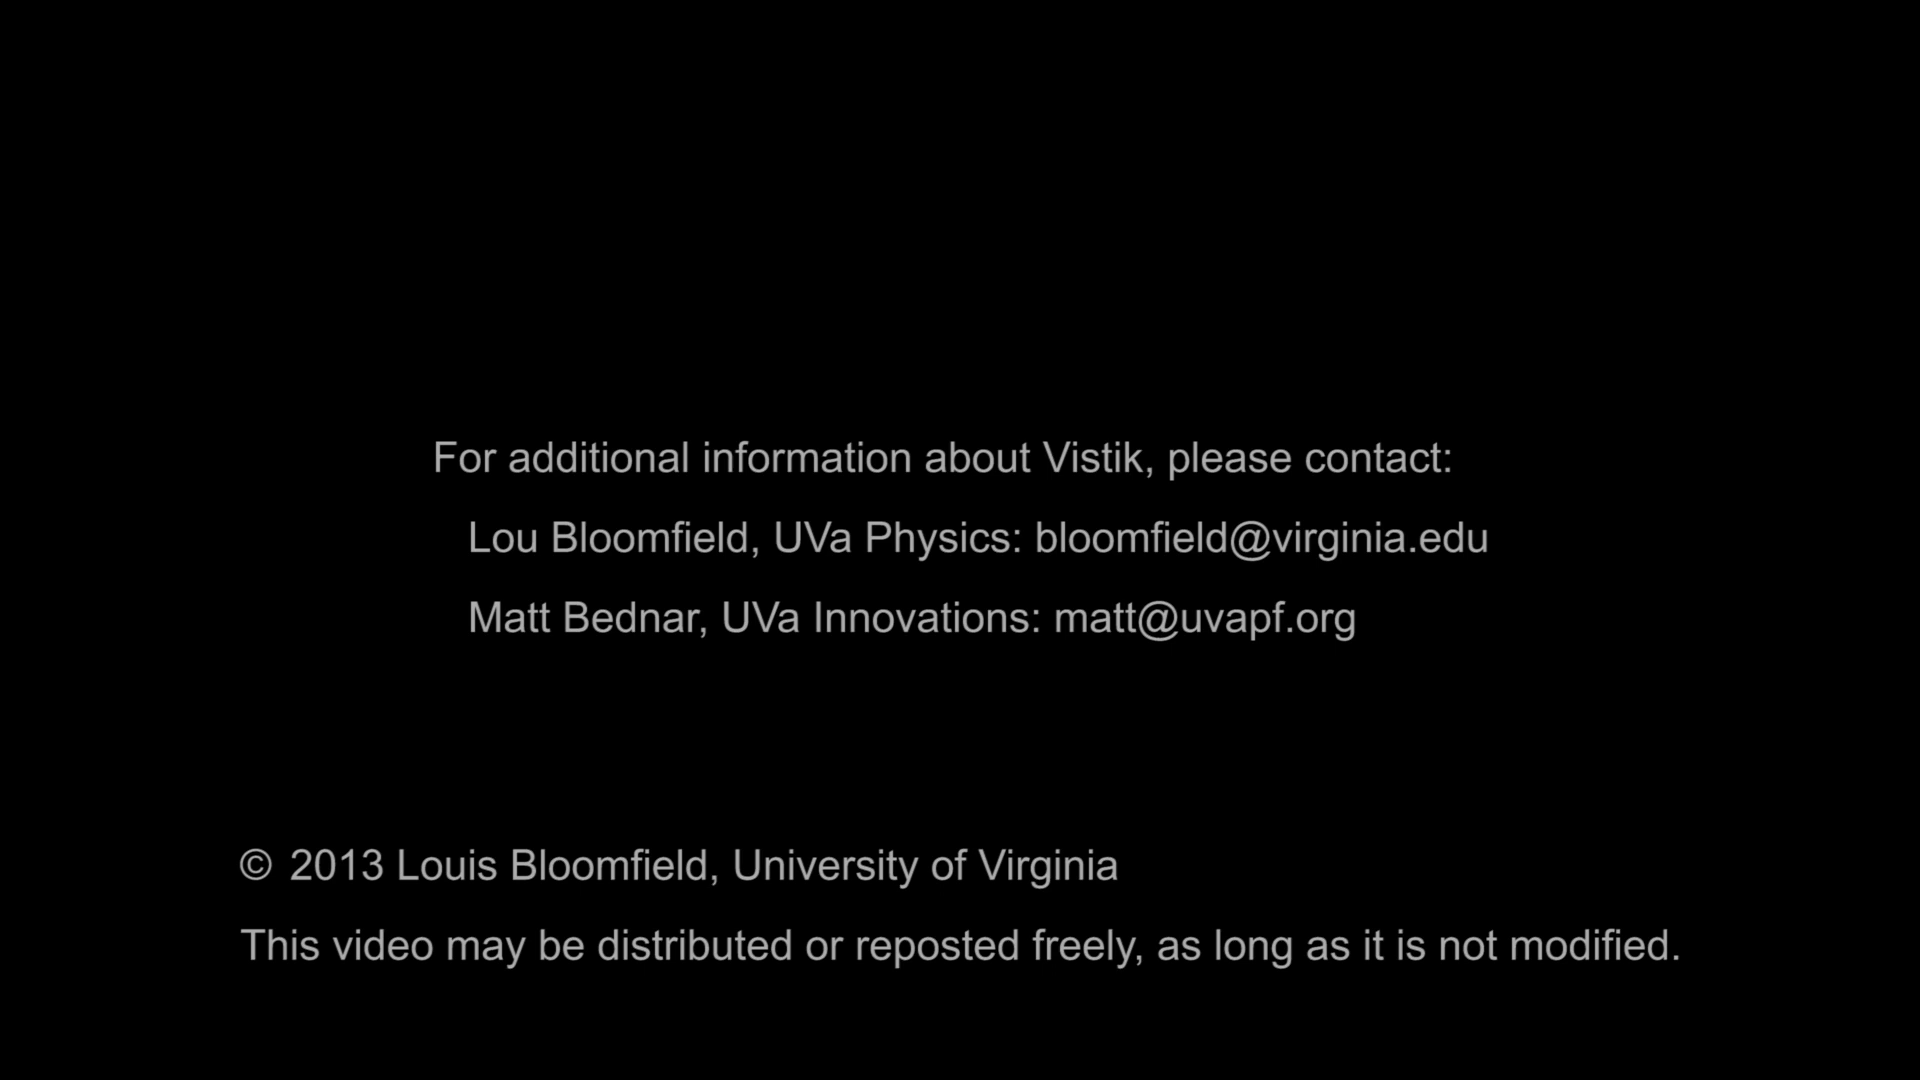 For additional information about Vistik, please contact:
Lou Bloomfield, UVa Physics: bloomfield@virginia.edu
Matt Bednar, UVa Innovations: matt@uvapf.org
© 2013 Louis Bloomfield, University of Virginia
This video may be distributed or reposted freely, as long as it is not modified.